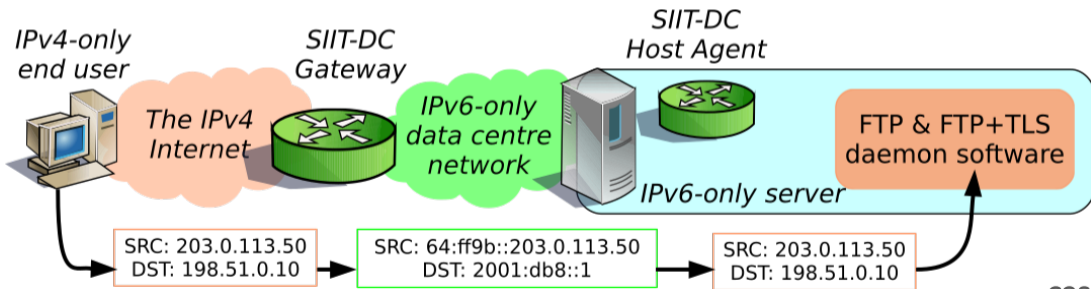 IPv4-only
end user
SIIT-DC
Gateway
SIIT-DC
Host Agent
The IPv4
Internet
IPv6-only
data centre
network
FTP & FTP+TLS
daemon software
IPv6-only server
SRC: 203.0.113.50
DST: 198.51.0.10
SRC: 64:ff9b::203.0.113.50
DST: 2001:db8::1
SRC: 203.0.113.50
DST: 198.51.0.10